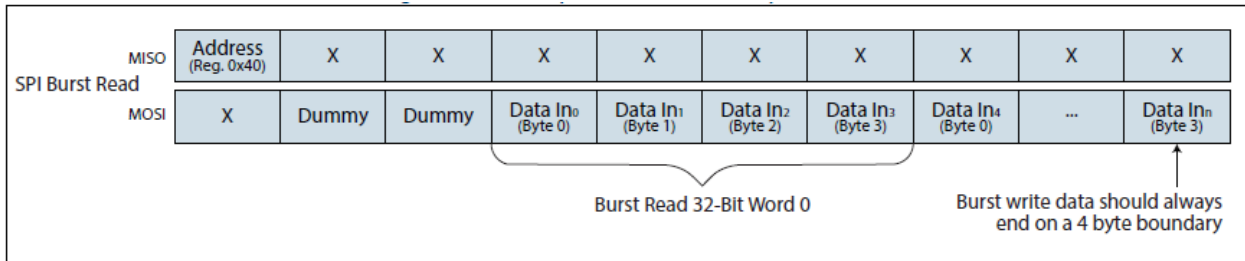 MISO
Address
(Reg. 0x40)
X
X
X
X
X
X
X
X
X
SPI Burst Read
MOSI
X
Dummy
Dummy
Data In0
(Byte 0)
Data In1
(Byte 1)
Data In2
(Byte 2)
Data In3
(Byte 3)
Data In4
(Byte 0)
...
Data Inn
(Byte 3)
Burst Read 32-Bit Word 0
Burst write data should always
end on a 4 byte boundary